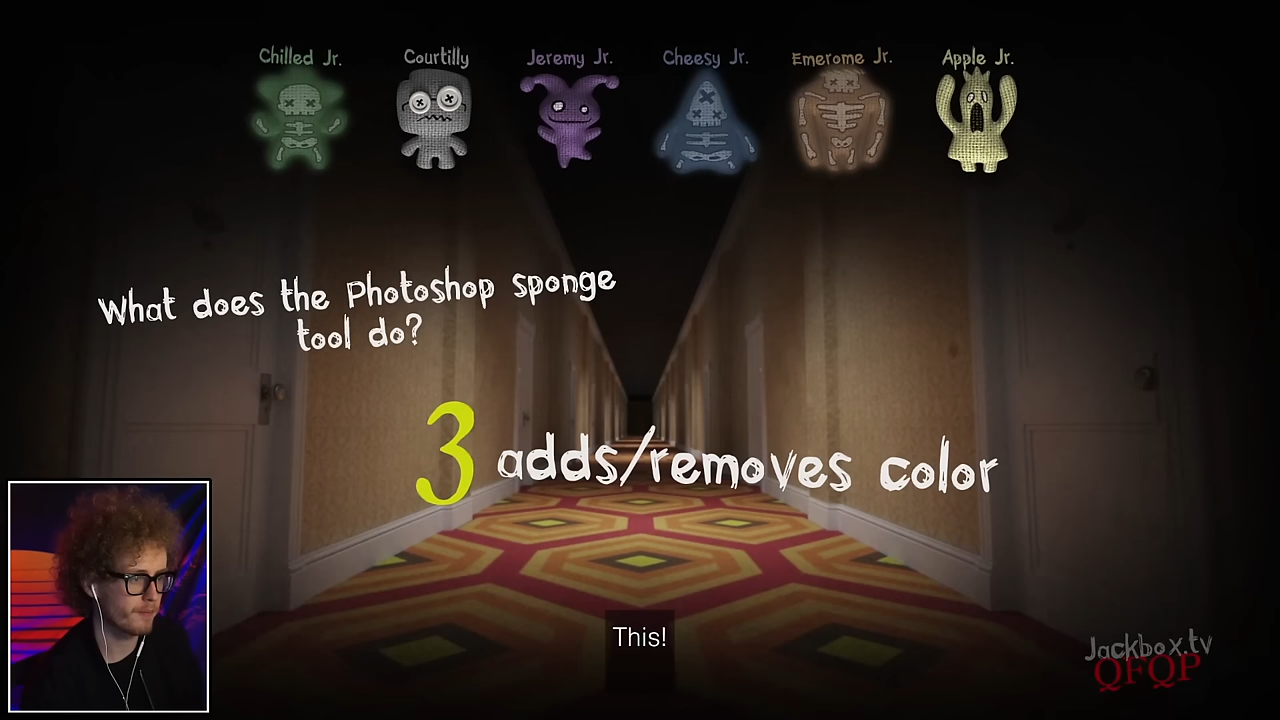 Chilled Jr.
Courtilly
Jeremy Jr.
Cheesy Jr.
Emerome Jr.
Apple Jr.
What does the Photoshop sponge
tool do?
3 adds/removes color
This!
Jackbox.tv
QFQP